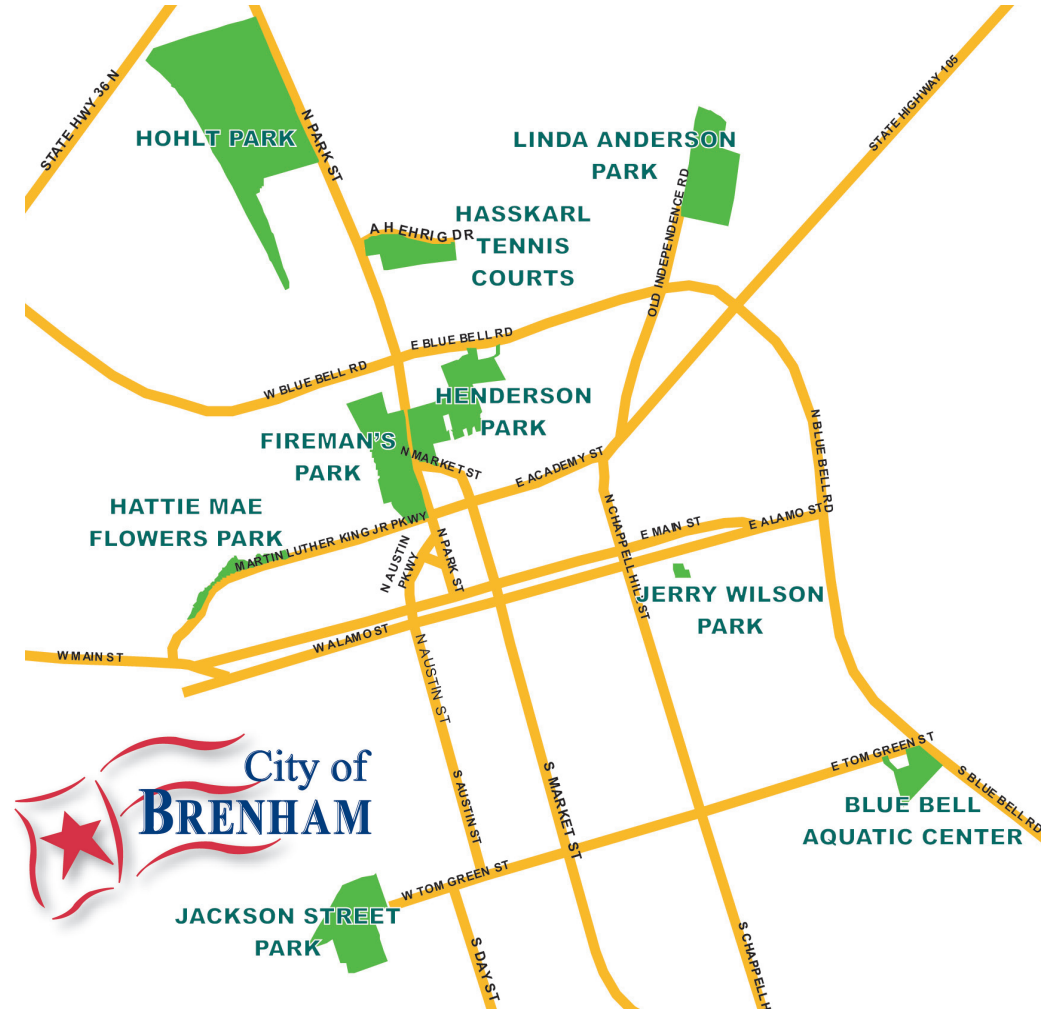 STATE HWY 36 N
HOHLT PARK
N PARK ST
LINDA ANDERSON
PARK
STATE HIGHWAY 105
A H EHRIG DR
HASSKARL
TENNIS
COURTS
OLD INDEPENDENCE RD
E BLUE BELL RD
W BLUE BELL RD
HENDERSON
PARK
FIREMAN'S
PARK
N MARKET ST
E ACADEMY ST
N BLUE BELL RD
HATTIE MAE
FLOWERS PARK
MARTIN LUTHER KING JR PKWY
N AUSTIN
PKWY
N PARK ST
N CHAPPELL HILL ST
E MAIN ST
E ALAMO ST
JERRY WILSON
PARK
W MAIN ST
W ALAMO ST
N AUSTIN ST
City of
BRENHAM
S AUSTIN ST
S MARKET ST
E TOM GREEN ST
S BLUE BELL RD
BLUE BELL
AQUATIC CENTER
W TOM GREEN ST
JACKSON STREET
PARK
S DAY ST
S CHAPPELL H